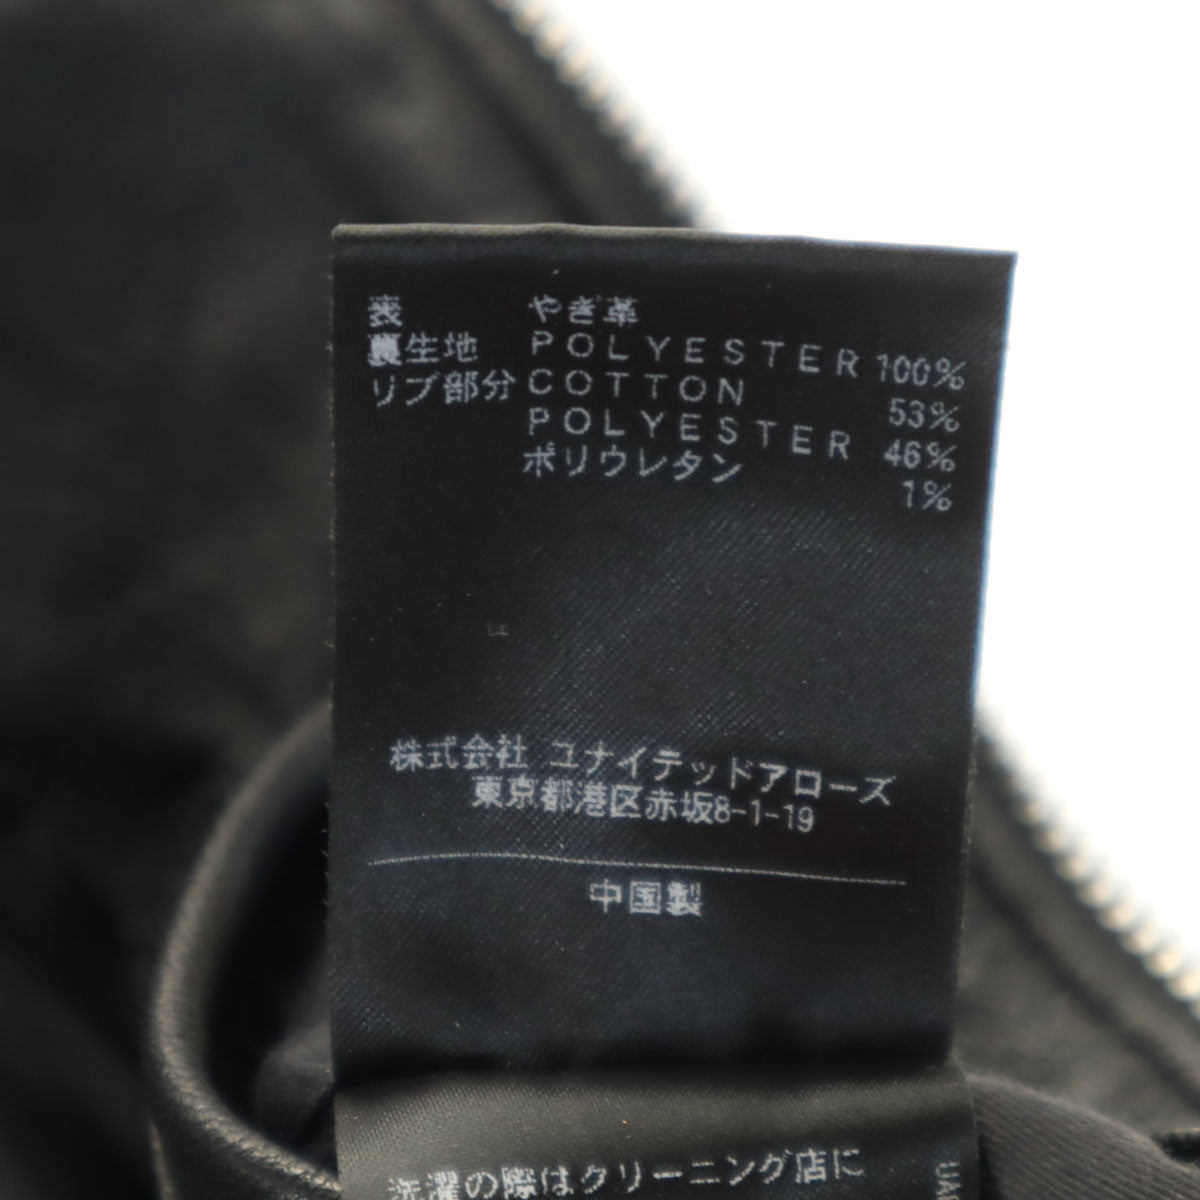 表 やぎ革
裏生地 POLYESTER 100%
リブ部分 COTTON 53%
POLYESTER 46%
ポリウレタン 1%
株式会社 ユナイテッドアローズ
東京都港区赤坂8-1-19
中国製
洗濯の際はクリーニング店に